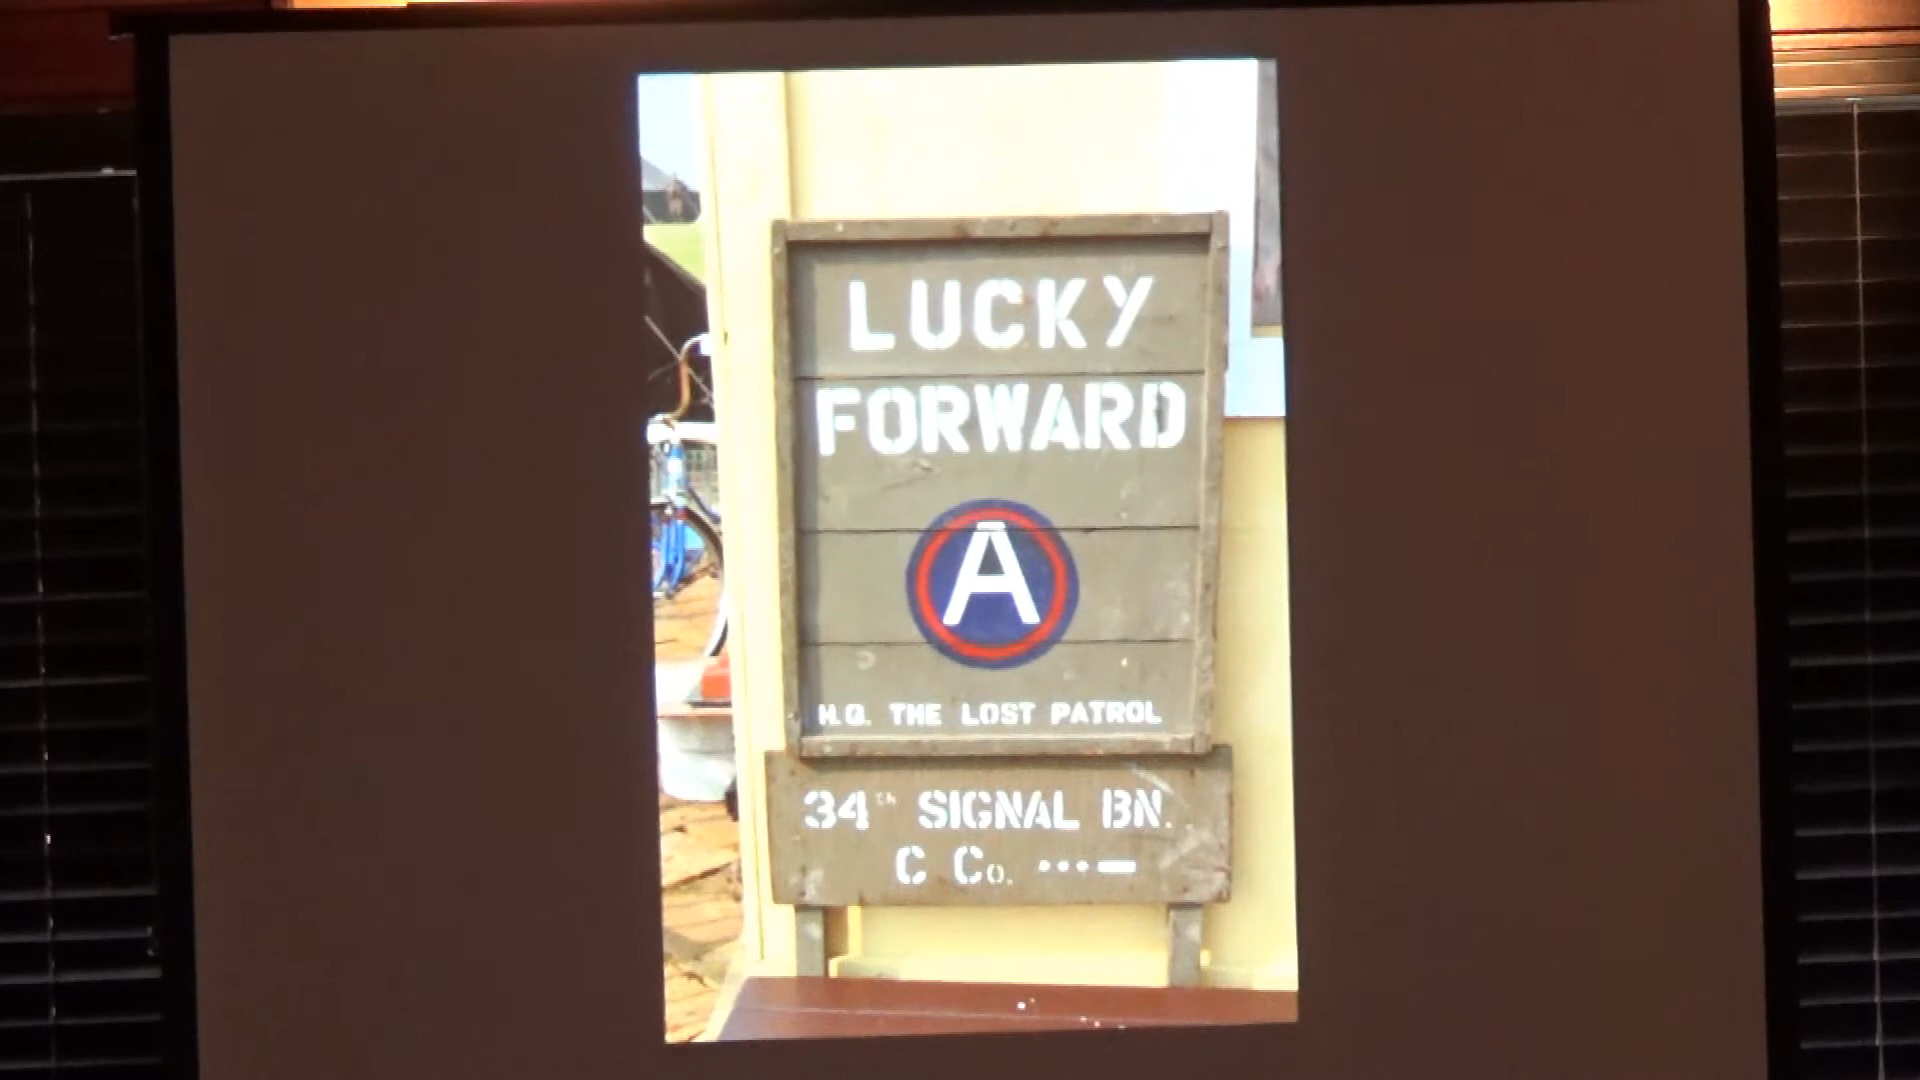 LUCKY
FORWARD
A
H.Q. THE LOST PATROL
34th SIGNAL BN.
C Co. •••—